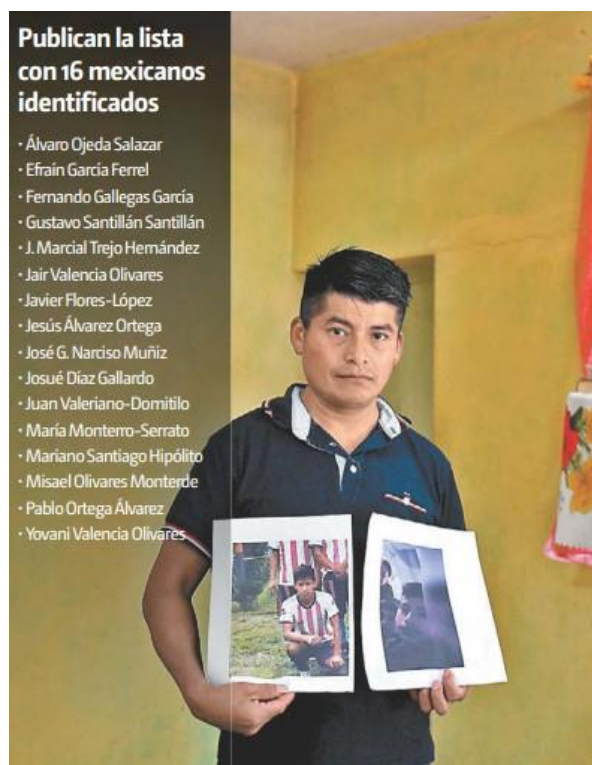 Publican la lista
con 16 mexicanos
identificados
· Álvaro Ojeda Salazar
· Efraín García Ferrel
· Fernando Gallegas García
· Gustavo Santillán Santillán
· J. Marcial Trejo Hernández
· Jair Valencia Olivares
· Javier Flores-López
· Jesús Álvarez Ortega
· José G. Narciso Muñiz
· Josué Díaz Gallardo
· Juan Valeriano-Domitilo
· María Monterro-Serrato
· Mariano Santiago Hipólito
· Misael Olivares Monterde
· Pablo Ortega Álvarez
· Yovani Valencia Olivares